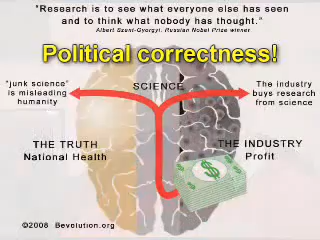 "Research is to see what everyone else has seen
and to think what nobody has thought."
Albert Szent-Gyorgyi. Russian Nobel Prize winner
Political correctness!
SCIENCE
"junk science"
is misleading
humanity
The industry
buys research
from science
THE TRUTH
National Health
THE INDUSTRY
Profit
$
©2008 Bevolution.org